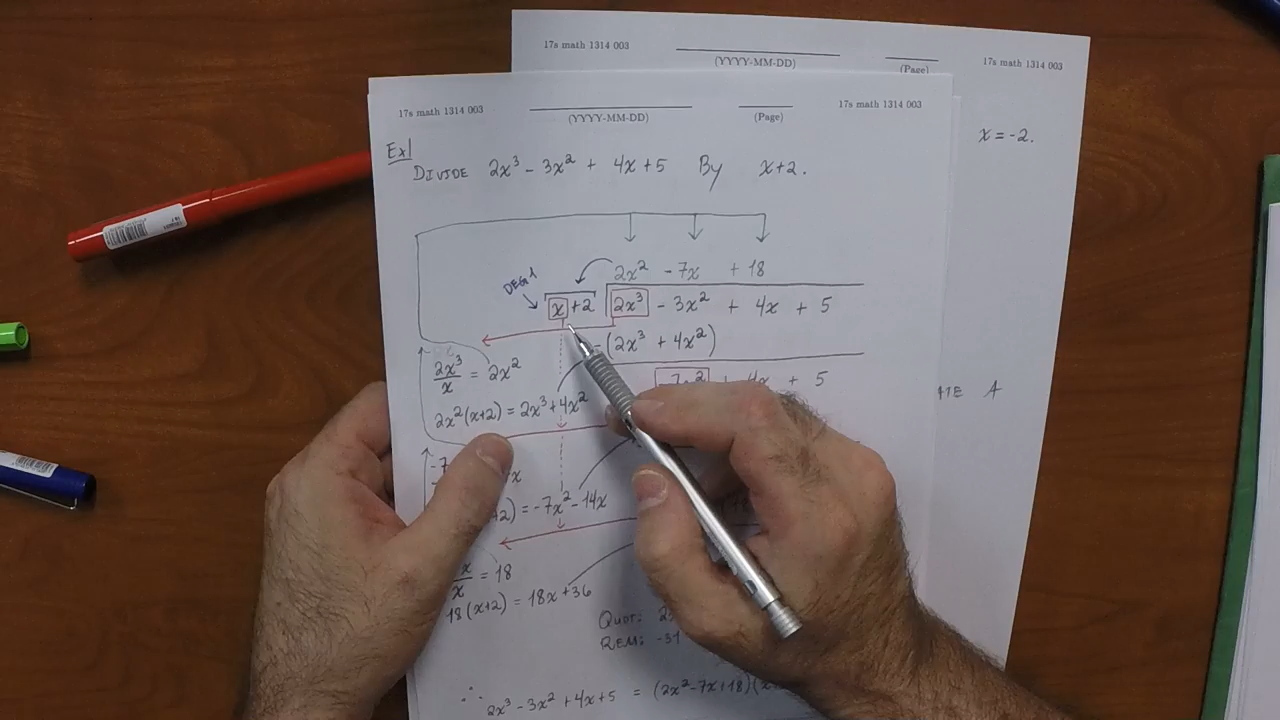 17s math 1314 003
(YYYY-MM-DD)
(Page)
17s math 1314 003
x = -2.
17s math 1314 003
(YYYY-MM-DD)
(Page)
17s math 1314 003
Ex1
DIVIDE 2x³ - 3x² + 4x + 5 By x+2.
2x² - 7x + 18
DEG 1
x + 2 2x³ - 3x² + 4x + 5
-(2x³ + 4x²)
2x³/x = 2x²
-7x² + 4x + 5
2x²(x+2) = 2x³ + 4x²
A
= -7x² - 14x
= 18
18(x+2) = 18x + 36
QUOT:
REM: -31
∴ 2x³ - 3x² + 4x + 5 = (2x² - 7x + 18)